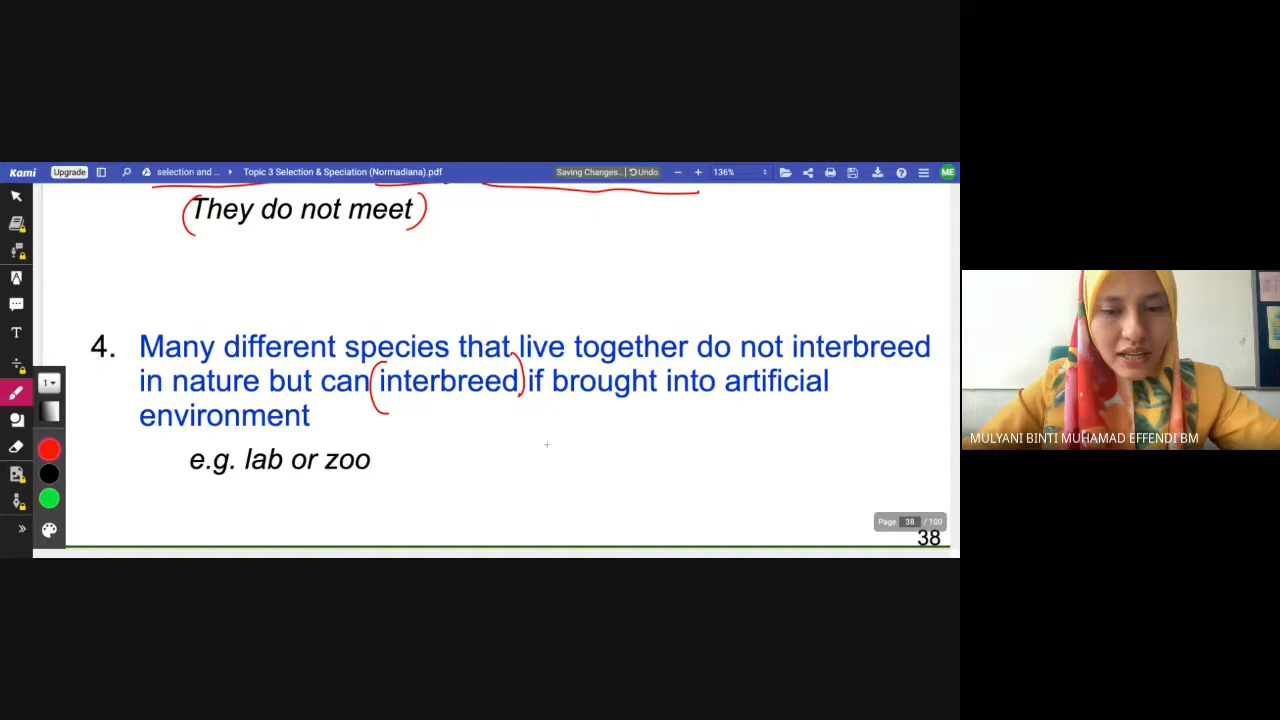 Kami Upgrade selection and ... Topic 3 Selection & Speciation (Normadiana).pdf Saving Changes... Undo 136% ME
They do not meet
4. Many different species that live together do not interbreed
in nature but can interbreed if brought into artificial
environment
e.g. lab or zoo
1
Page 38 / 100
38
MULYANI BINTI MUHAMAD EFFENDI BM